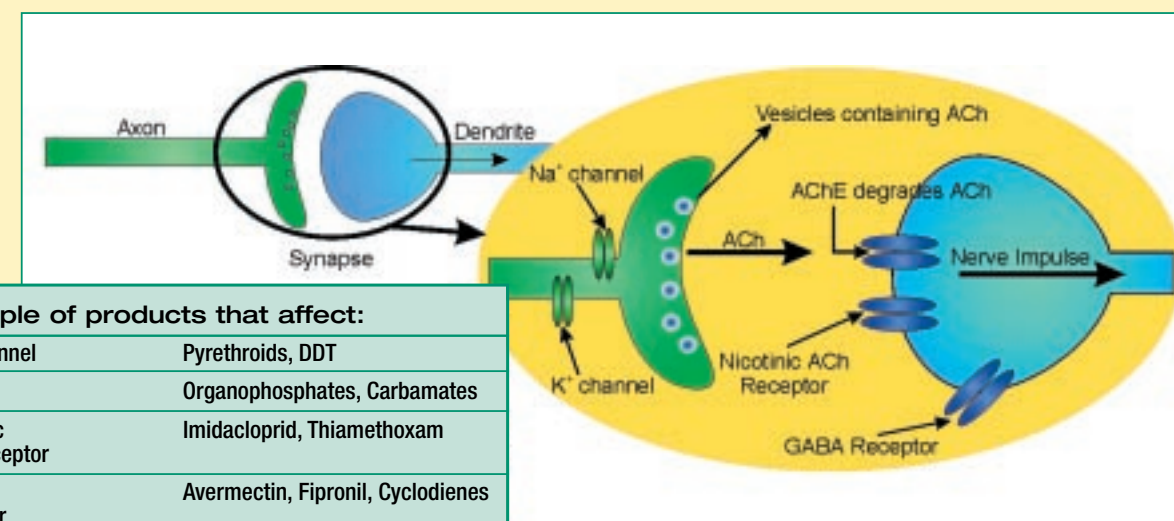 Axon
Dendrite
Synapse
Vesicles containing ACh
Na⁺ channel
AChE degrades ACh
ACh
Nerve Impulse
Nicotinic ACh
Receptor
K⁺ channel
GABA Receptor
ple of products that affect:
nnel Pyrethroids, DDT
Organophosphates, Carbamates
c Imidacloprid, Thiamethoxam
ceptor
Avermectin, Fipronil, Cyclodienes
r